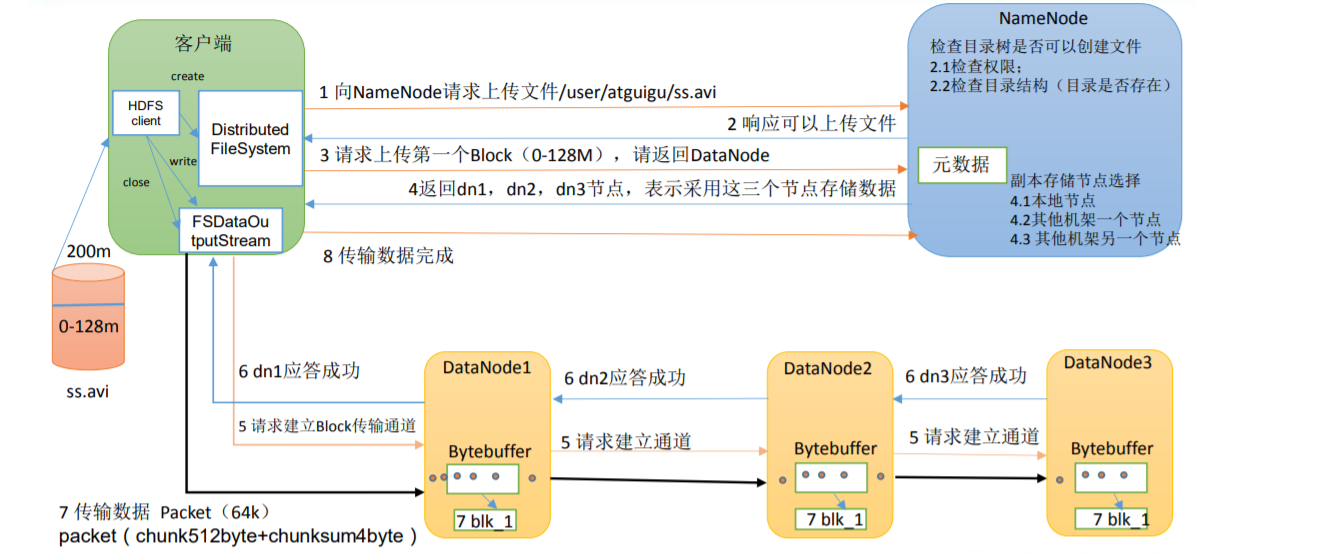 客户端
create
HDFS
client
Distributed
FileSystem
write
close
FSDataOu
tputStream
200m
0-128m
ss.avi
1 向NameNode请求上传文件/user/atguigu/ss.avi
2 响应可以上传文件
3 请求上传第一个Block（0-128M），请返回DataNode
4返回dn1，dn2，dn3节点，表示采用这三个节点存储数据
8 传输数据完成
NameNode
检查目录树是否可以创建文件
2.1检查权限；
2.2检查目录结构（目录是否存在）
元数据
副本存储节点选择
4.1本地节点
4.2其他机架一个节点
4.3 其他机架另一个节点
6 dn1应答成功
5 请求建立Block传输通道
DataNode1
Bytebuffer
7 blk_1
6 dn2应答成功
5 请求建立通道
DataNode2
Bytebuffer
7 blk_1
6 dn3应答成功
5 请求建立通道
DataNode3
Bytebuffer
7 blk_1
7 传输数据 Packet（64k）
packet（chunk512byte+chunksum4byte）